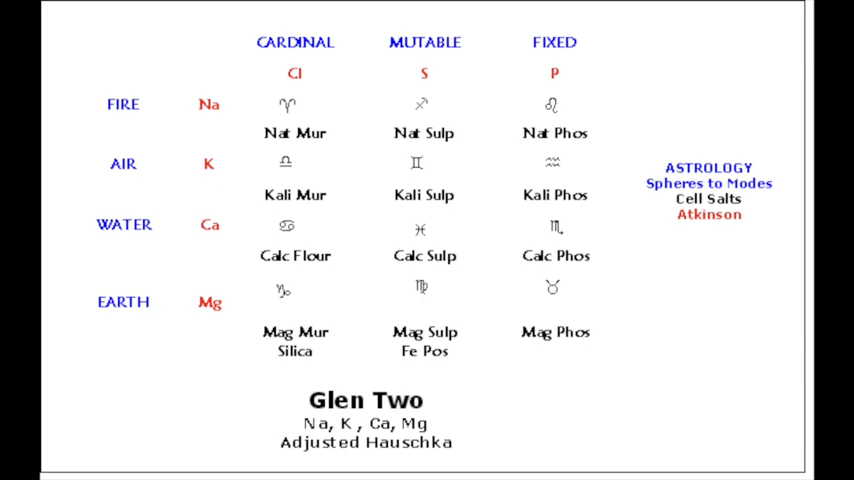 CARDINAL MUTABLE FIXED
Cl S P
FIRE Na ♈ ♐ ♌
Nat Mur Nat Sulp Nat Phos
AIR K ♎ ♊ ♒
Kali Mur Kali Sulp Kali Phos
WATER Ca ♋ ♓ ♏
Calc Flour Calc Sulp Calc Phos
EARTH Mg ♑ ♍ ♉
Mag Mur Mag Sulp Mag Phos
Silica Fe Pos
ASTROLOGY
Spheres to Modes
Cell Salts
Atkinson
Glen Two
Na, K , Ca, Mg
Adjusted Hauschka